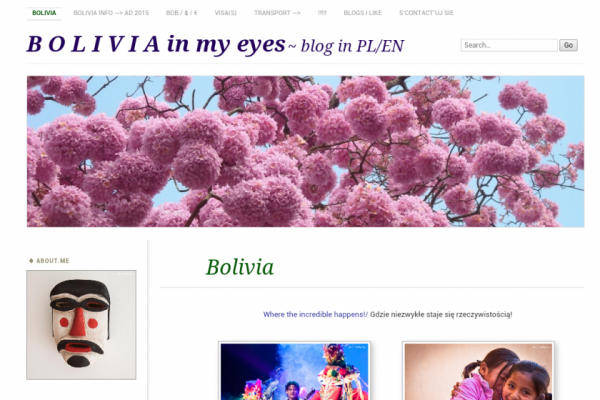 BOLIVIA BOLIVIA INFO --> AD 2015 BOB / $ / € VISA(S) TRANSPORT --> !!!!! BLOGS I LIKE S'CONTACT'UJ SIE
B O L I V I A in my eyes ~ blog in PL/EN
Search... Go
Bolivia
♦ ABOUT.ME
Where the incredible happens!/ Gdzie niezwykłe staje się rzeczywistością!